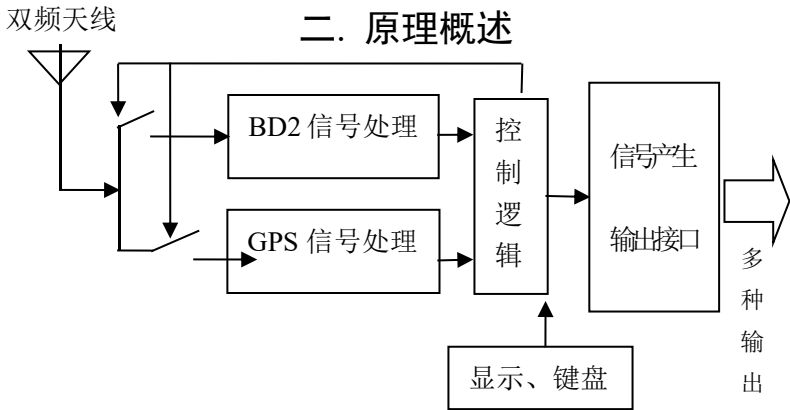 双频天线
二. 原理概述
BD2 信号处理
GPS 信号处理
控制逻辑
信号产生
输出接口
多种输出
显示、键盘